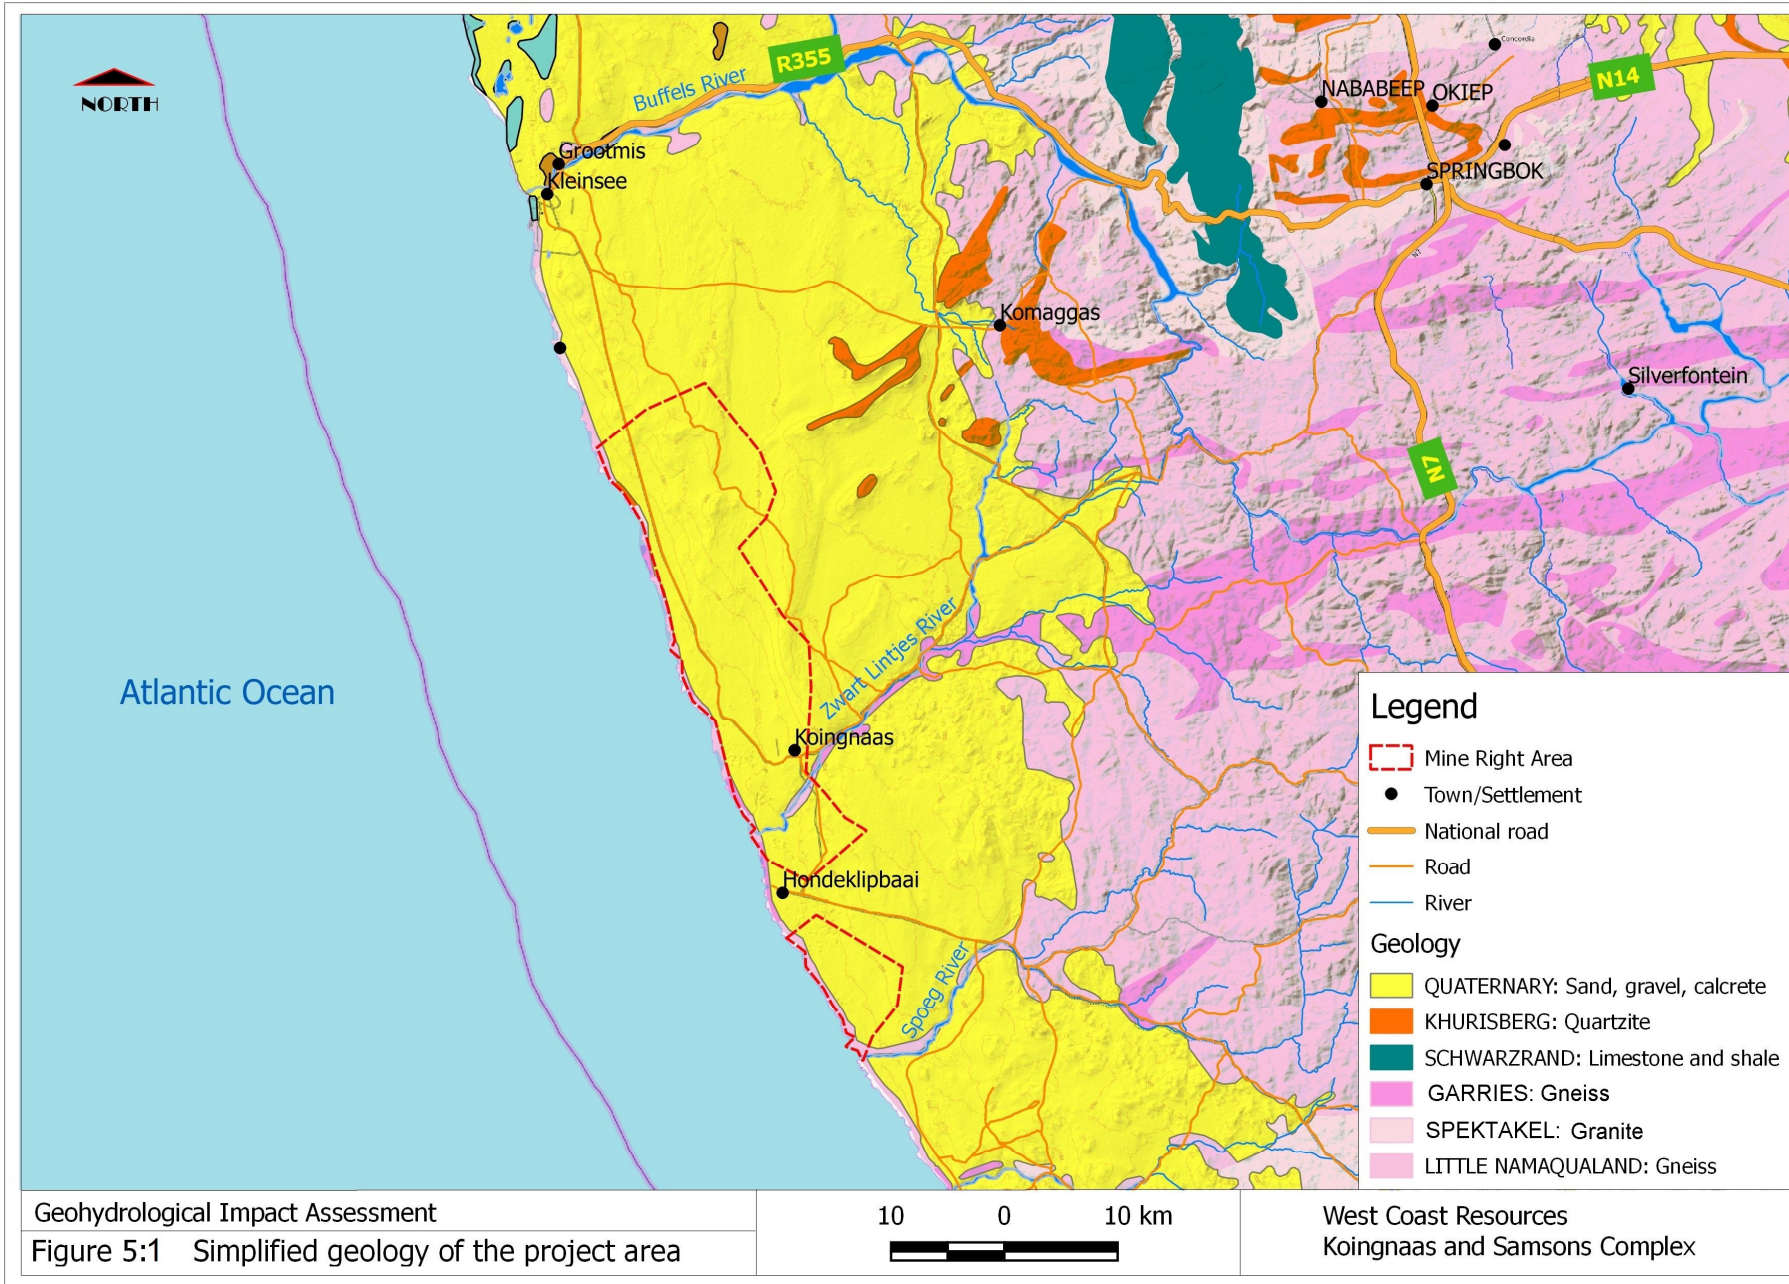 NORTH
R355
Buffels River
Concordia
NABABEEP
OKIEP
N14
Grootmis
Kleinsee
SPRINGBOK
N7
Komaggas
Silverfontein
N7
Zwart Lintjes River
Atlantic Ocean
Koingnaas
Hondeklipbaai
Spoeg River
Legend
Mine Right Area
Town/Settlement
National road
Road
River
Geology
QUATERNARY: Sand, gravel, calcrete
KHURISBERG: Quartzite
SCHWARZRAND: Limestone and shale
GARRIES: Gneiss
SPEKTAKEL: Granite
LITTLE NAMAQUALAND: Gneiss
Geohydrological Impact Assessment
Figure 5:1 Simplified geology of the project area
10 0 10 km
West Coast Resources
Koingnaas and Samsons Complex